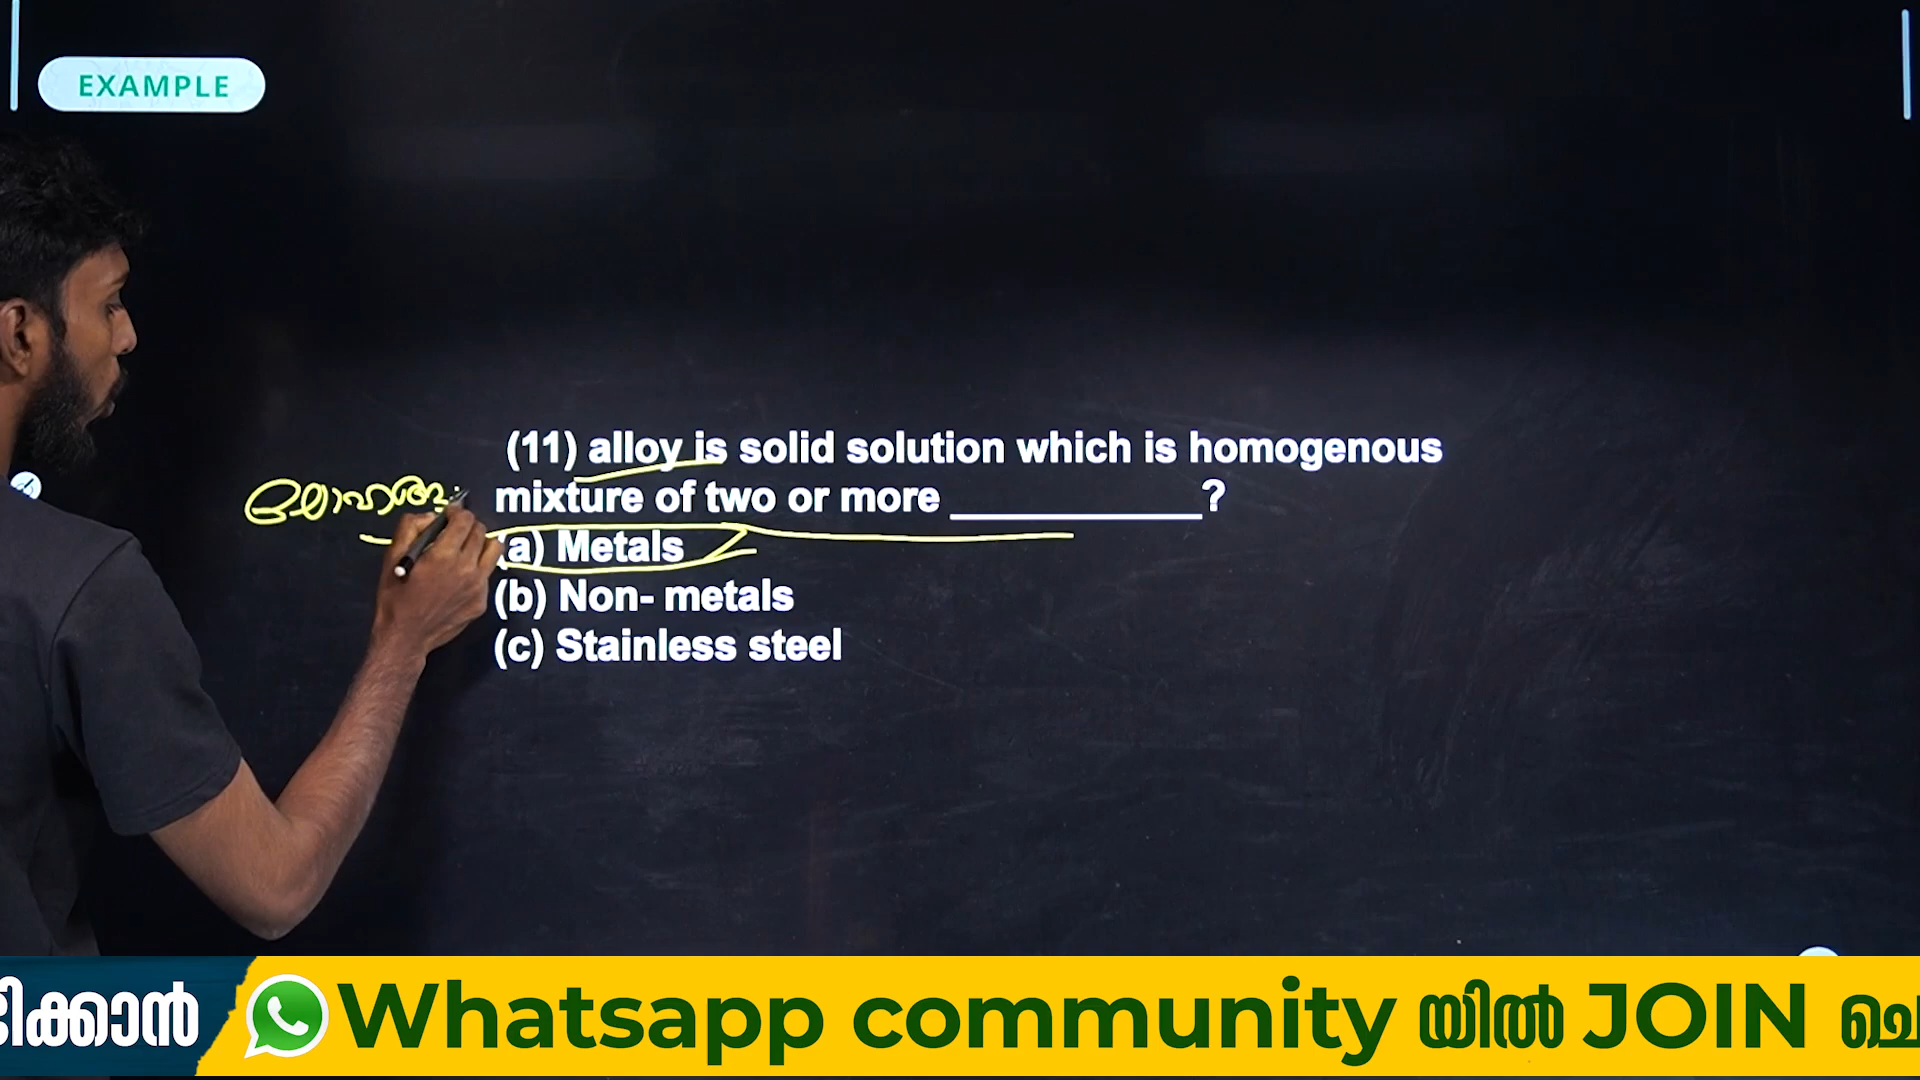 EXAMPLE
(11) alloy is solid solution which is homogenous
mixture of two or more ____________?
(a) Metals
(b) Non- metals
(c) Stainless steel
Whatsapp community യിൽ JOIN ചെ